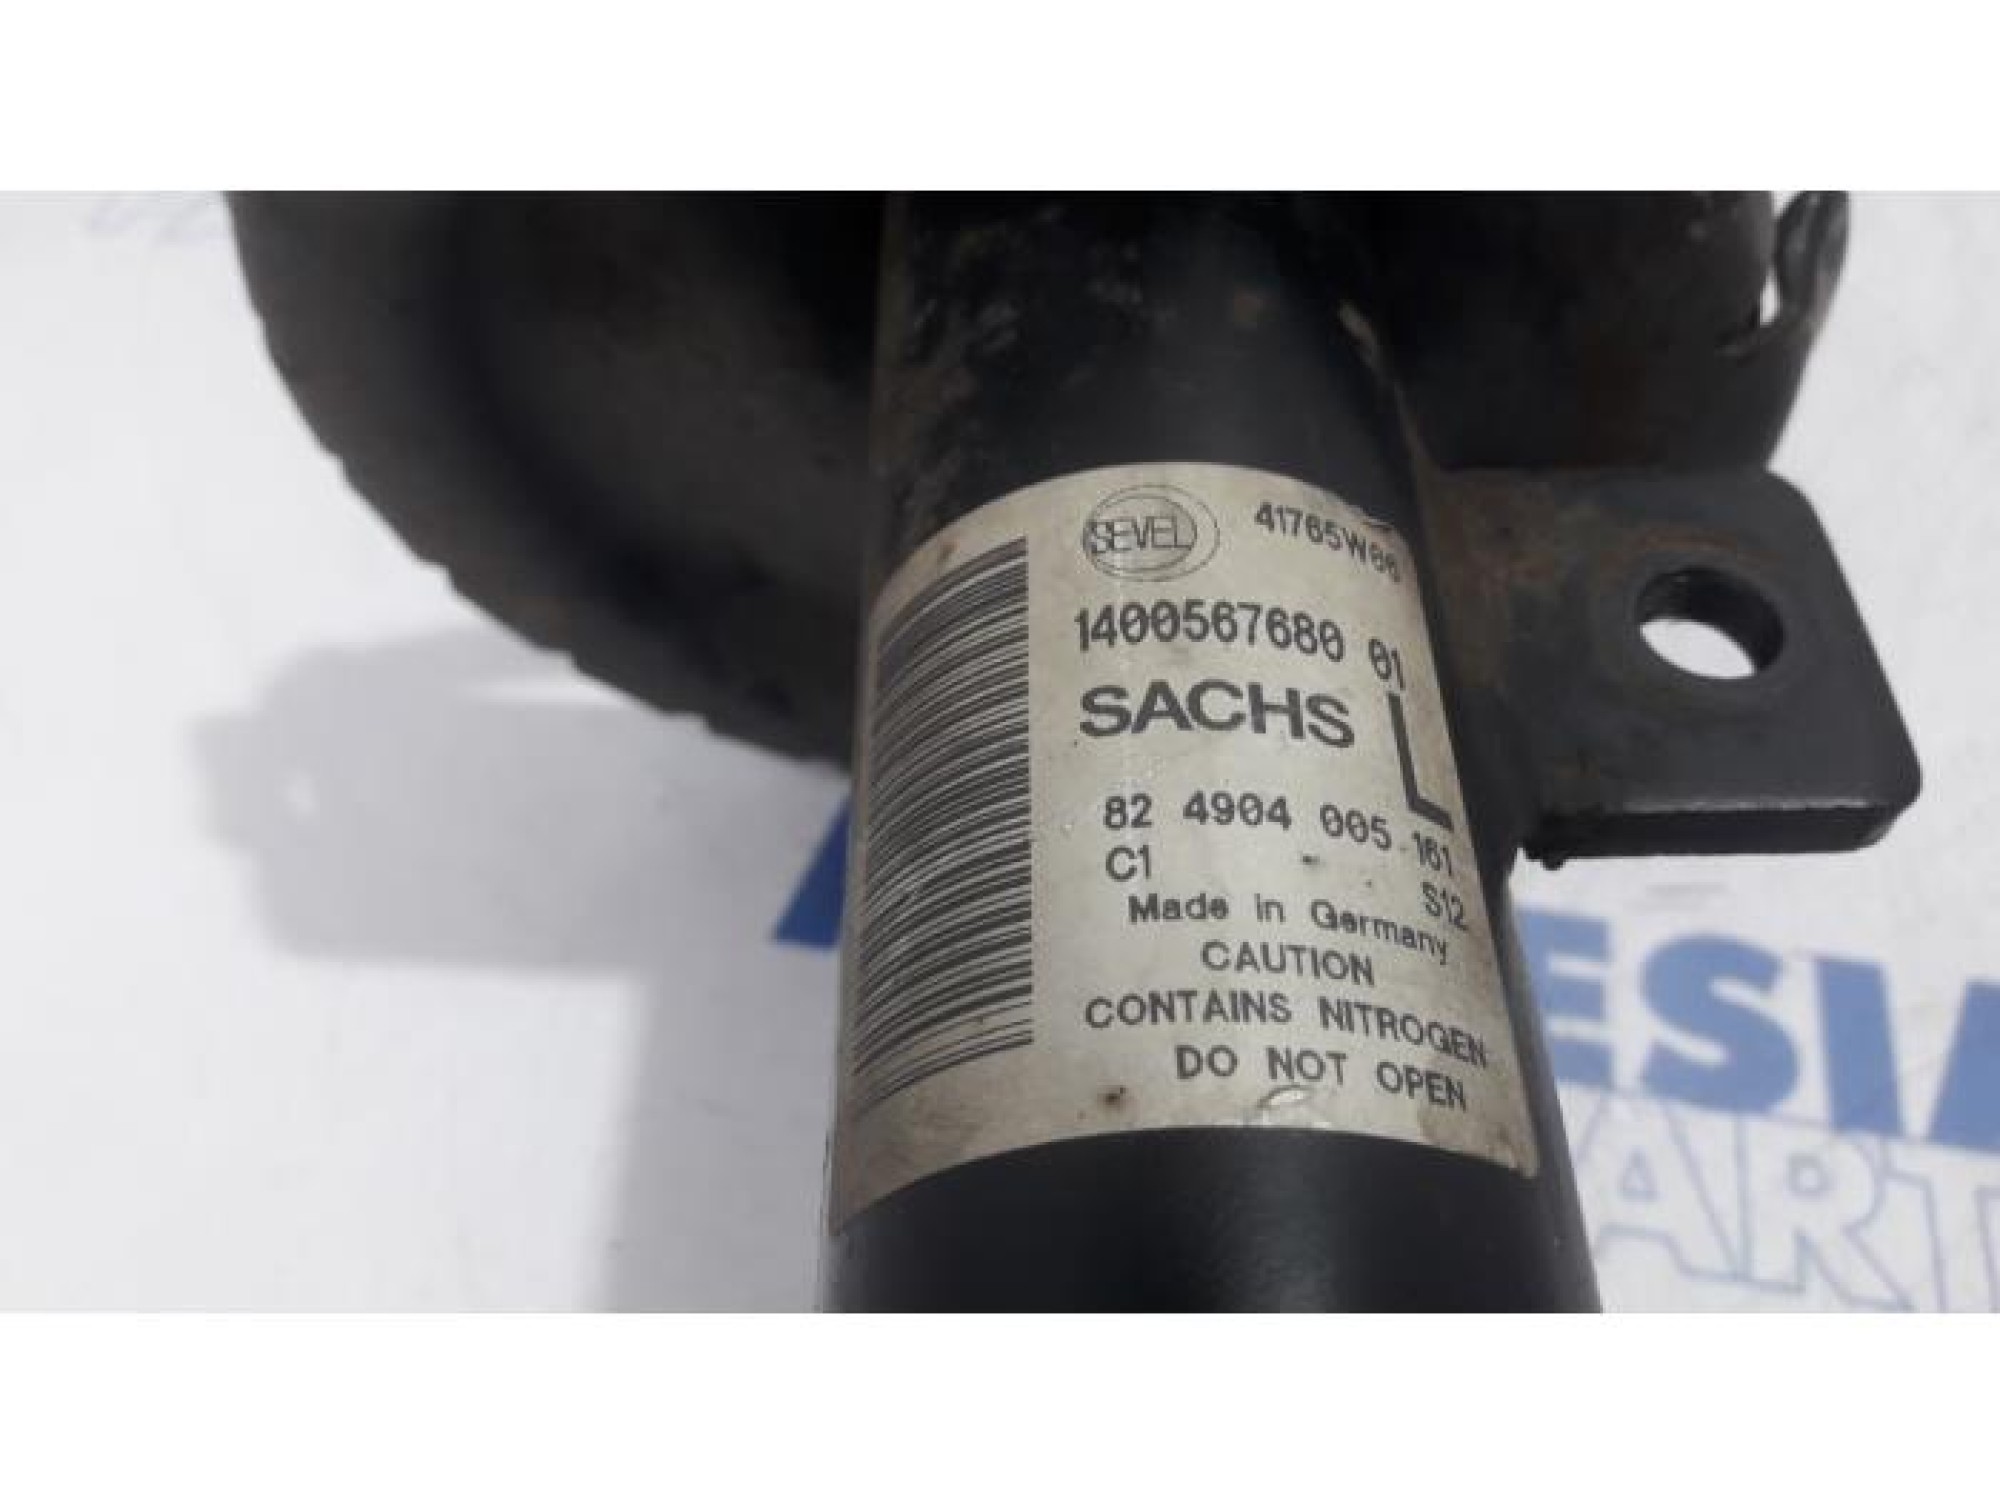 SEVEL 41765W66
1400567680 01
SACHS L
82 4904 005 161
C1 S12
Made in Germany
CAUTION
CONTAINS NITROGEN
DO NOT OPEN